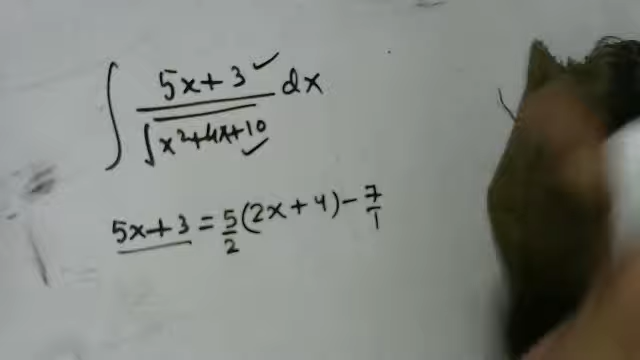 ∫ 5x+3 / √(x²+4x+10) dx
5x+3 = 5/2 (2x+4) - 7/1